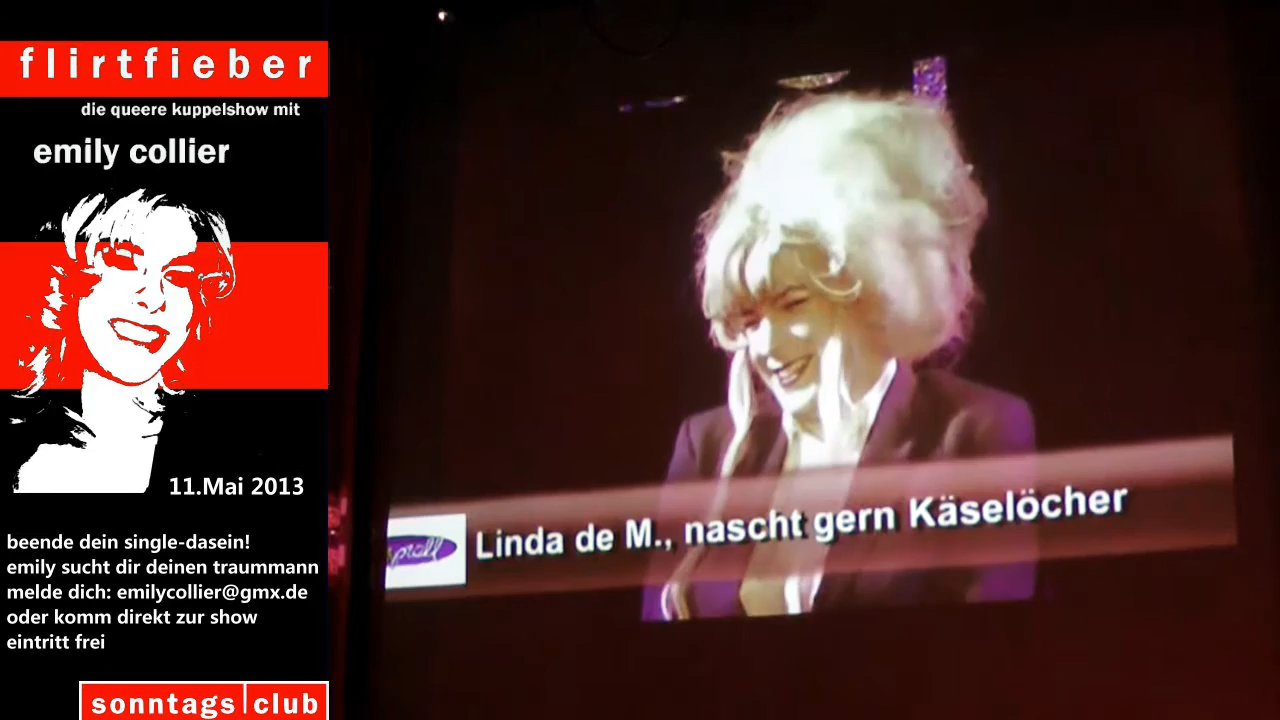 flirtfieber
die queere kuppelshow mit
emily collier
11.Mai 2013
beende dein single-dasein!
emily sucht dir deinen traummann
melde dich: emilycollier@gmx.de
oder komm direkt zur show
eintritt frei
sonntags club
prall
Linda de M., nascht gern Käselöcher